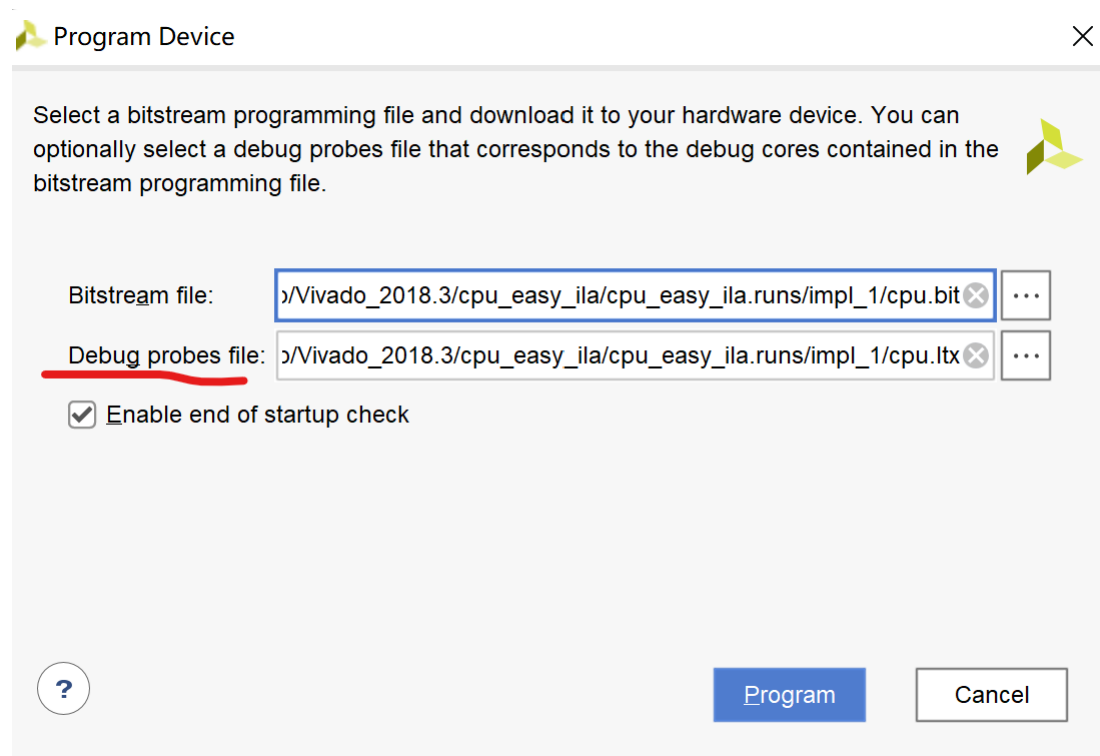 Program Device
Select a bitstream programming file and download it to your hardware device. You can
optionally select a debug probes file that corresponds to the debug cores contained in the
bitstream programming file.
Bitstream file: o/Vivado_2018.3/cpu_easy_ila/cpu_easy_ila.runs/impl_1/cpu.bit ...
Debug probes file: o/Vivado_2018.3/cpu_easy_ila/cpu_easy_ila.runs/impl_1/cpu.ltx ...
Enable end of startup check
?
Program Cancel